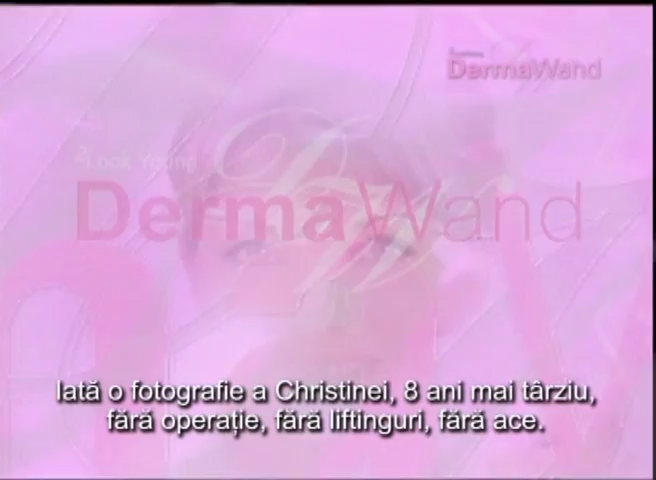 DermaWand
Look Young
DermaWand
Iată o fotografie a Christinei, 8 ani mai târziu,
fără operație, fără liftinguri, fără ace.